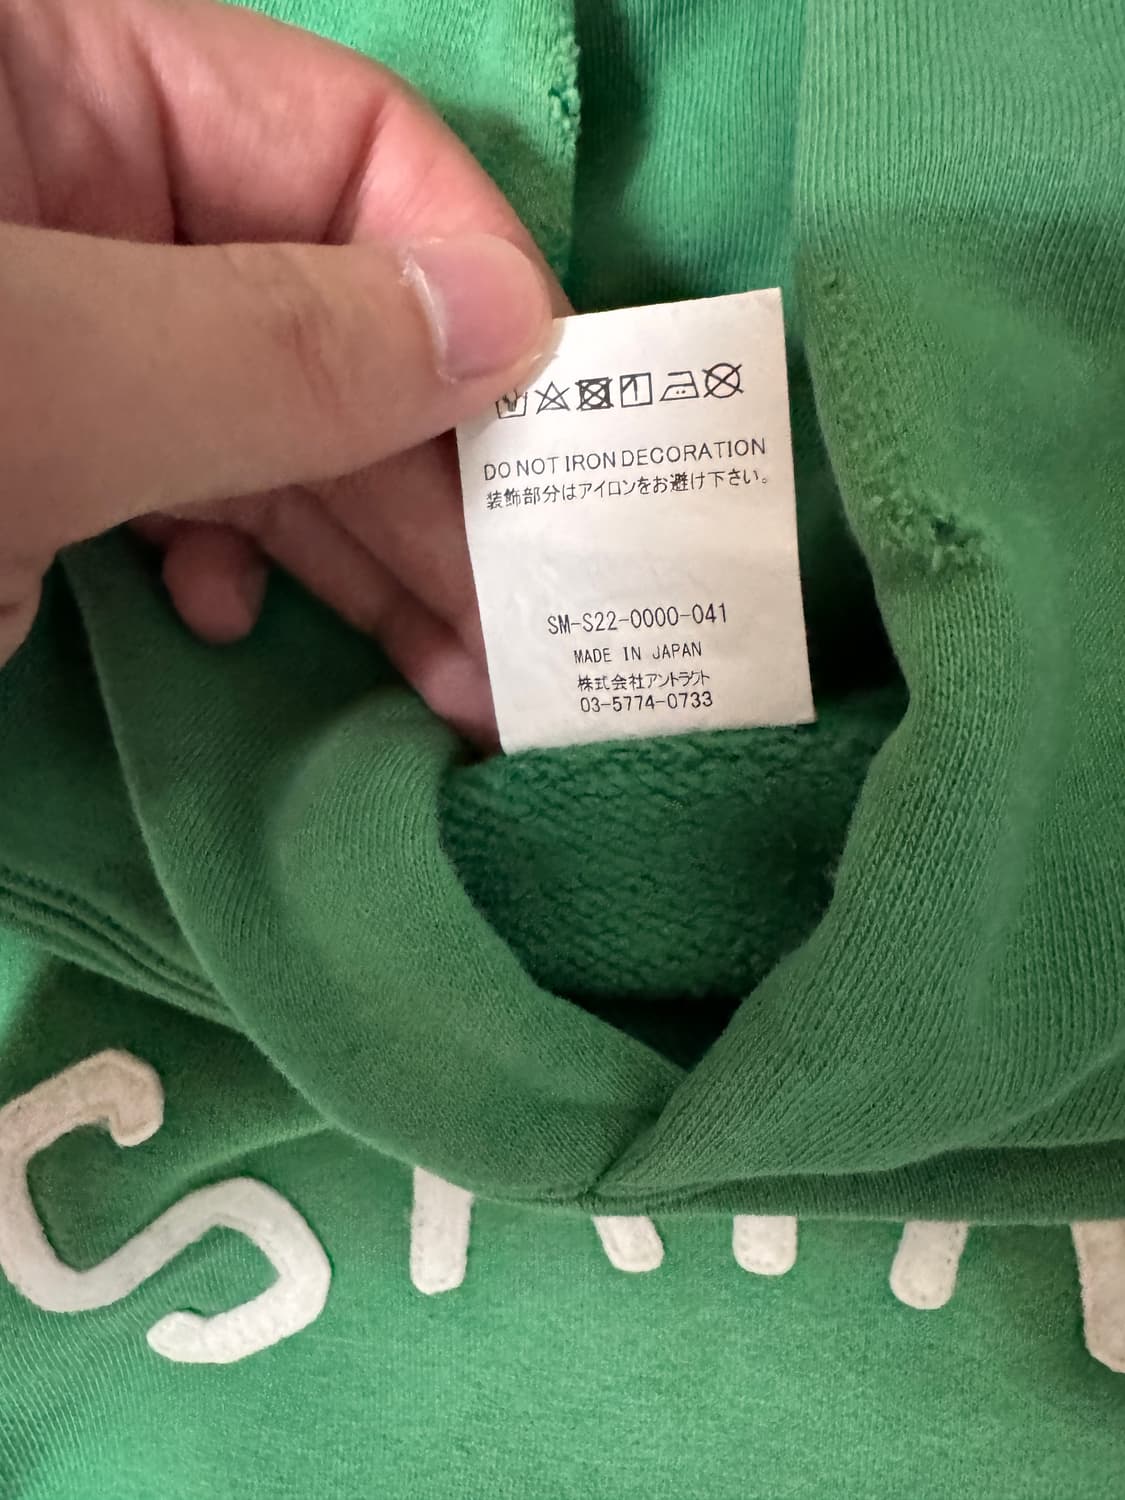 DO NOT IRON DECORATION
装飾部分はアイロンをお避け下さい。
SM-S22-0000-041
MADE IN JAPAN
株式会社アントラクト
03-5774-0733
S